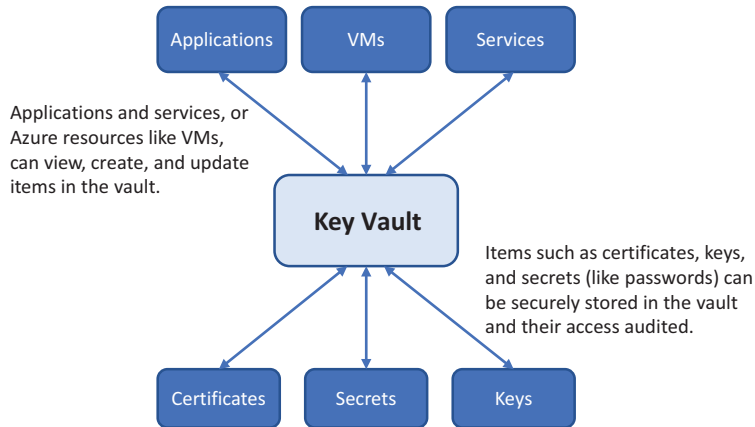 Applications
VMs
Services
Applications and services, or
Azure resources like VMs,
can view, create, and update
items in the vault.
Key Vault
Items such as certificates, keys,
and secrets (like passwords) can
be securely stored in the vault
and their access audited.
Certificates
Secrets
Keys